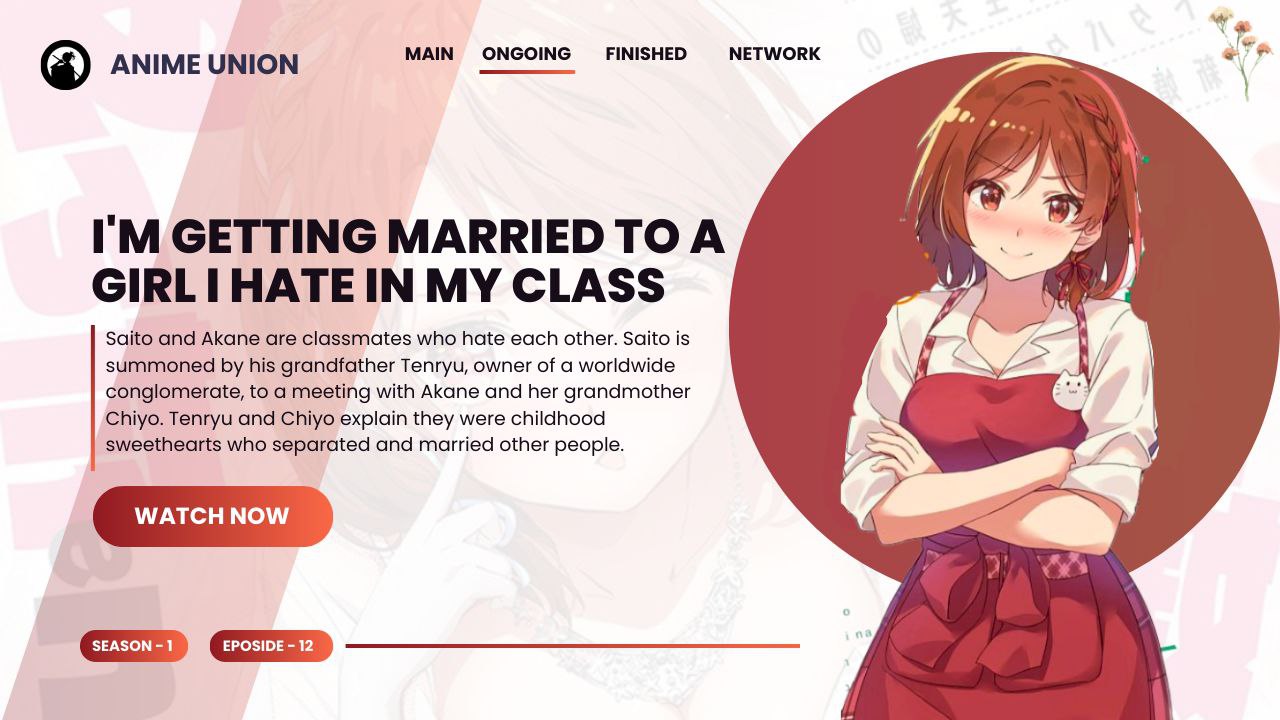 ANIME UNION
MAIN ONGOING FINISHED NETWORK
I'M GETTING MARRIED TO A
GIRL I HATE IN MY CLASS
Saito and Akane are classmates who hate each other. Saito is
summoned by his grandfather Tenryu, owner of a worldwide
conglomerate, to a meeting with Akane and her grandmother
Chiyo. Tenryu and Chiyo explain they were childhood
sweethearts who separated and married other people.
WATCH NOW
SEASON - 1
EPOSIDE - 12